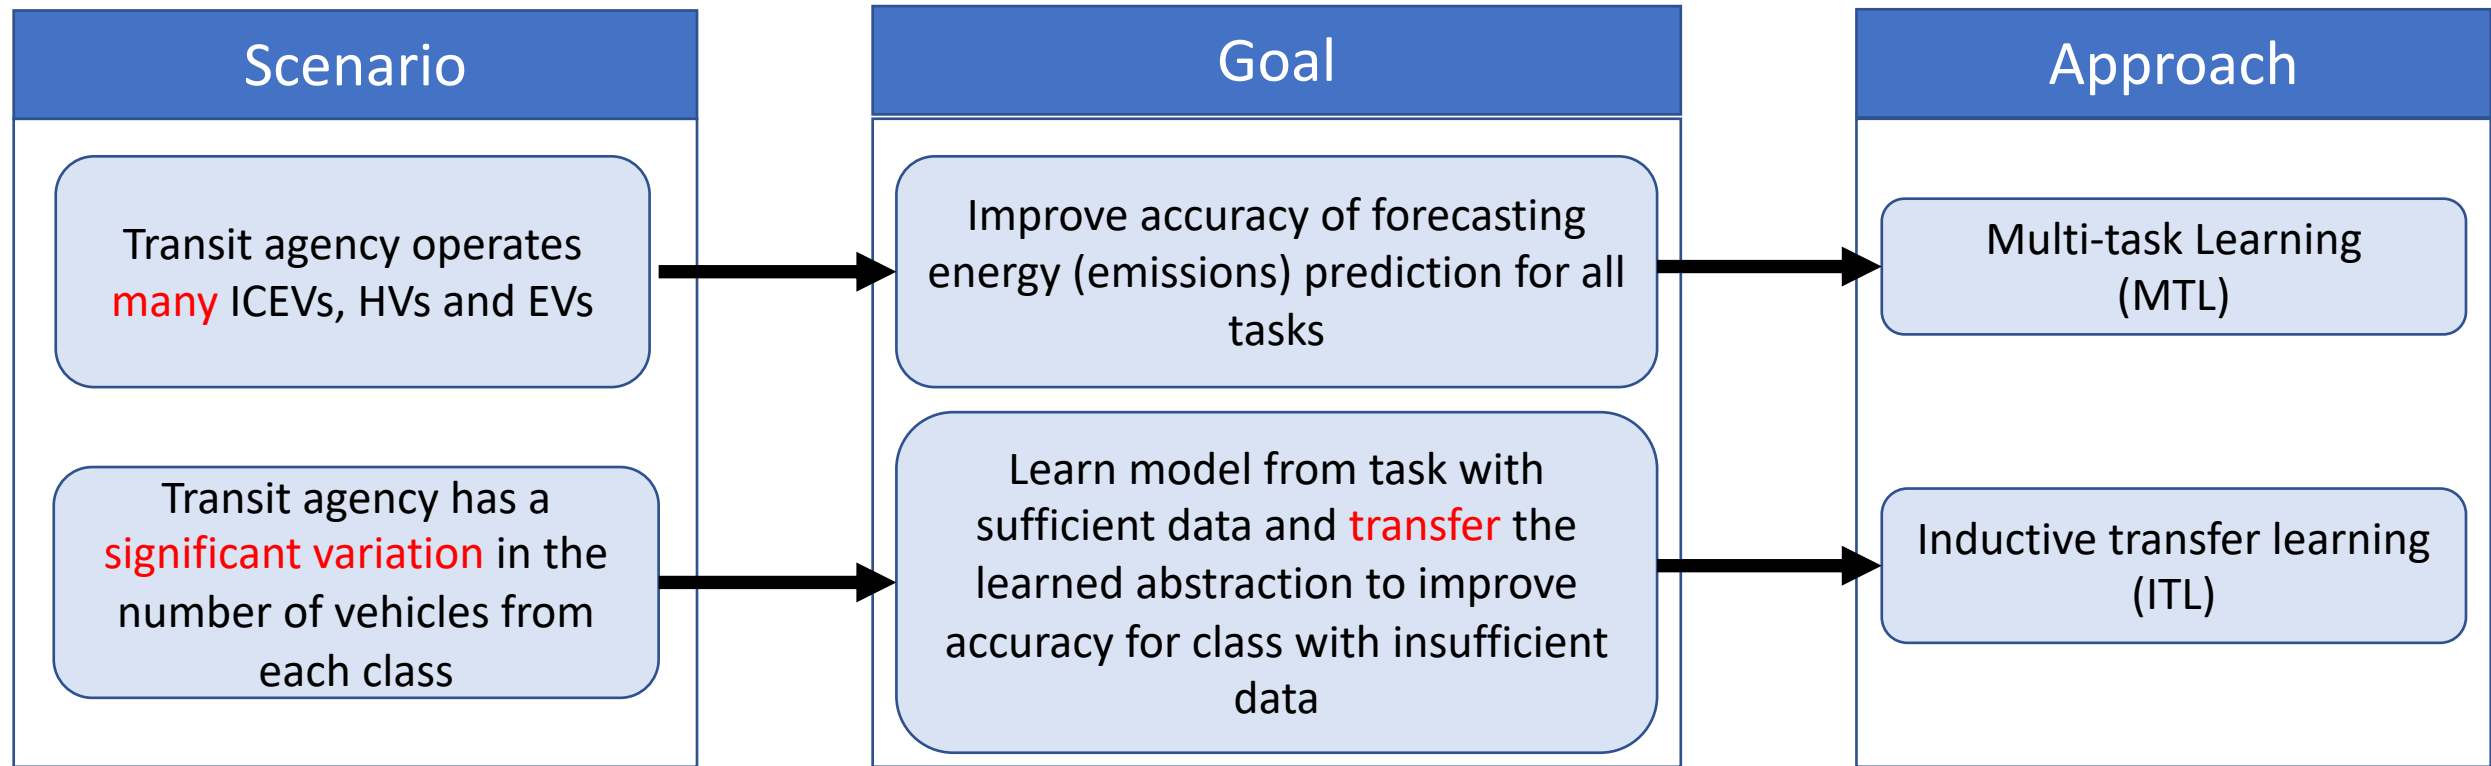 Scenario
Transit agency operates
many ICEVs, HVs and EVs
Transit agency has a
significant variation in the
number of vehicles from
each class
Goal
Improve accuracy of forecasting
energy (emissions) prediction for all
tasks
Learn model from task with
sufficient data and transfer the
learned abstraction to improve
accuracy for class with insufficient
data
Approach
Multi-task Learning
(MTL)
Inductive transfer learning
(ITL)